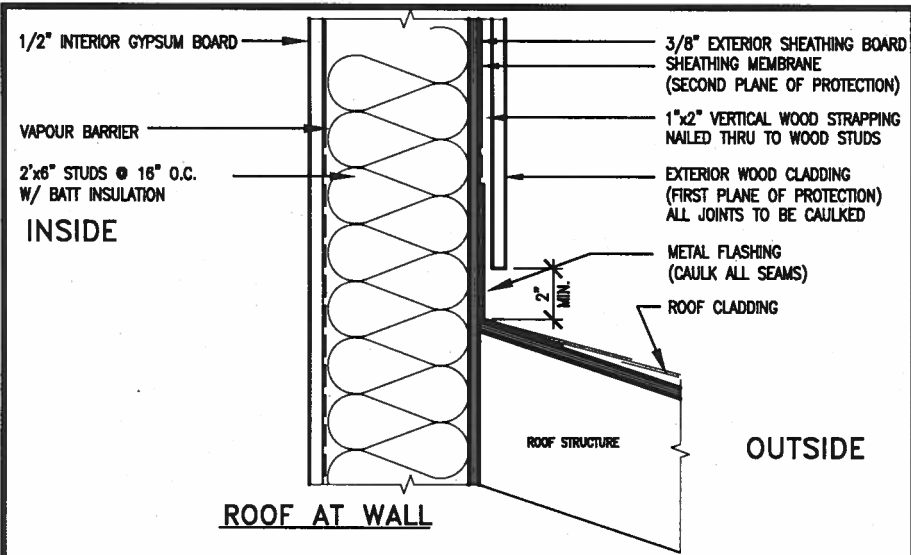 1/2" INTERIOR GYPSUM BOARD
VAPOUR BARRIER
2'x6" STUDS @ 16" O.C.
W/ BATT INSULATION
INSIDE
3/8" EXTERIOR SHEATHING BOARD
SHEATHING MEMBRANE
(SECOND PLANE OF PROTECTION)
1"x2" VERTICAL WOOD STRAPPING
NAILED THRU TO WOOD STUDS
EXTERIOR WOOD CLADDING
(FIRST PLANE OF PROTECTION)
ALL JOINTS TO BE CAULKED
METAL FLASHING
(CAULK ALL SEAMS)
2"
MIN.
ROOF CLADDING
ROOF STRUCTURE
OUTSIDE
ROOF AT WALL